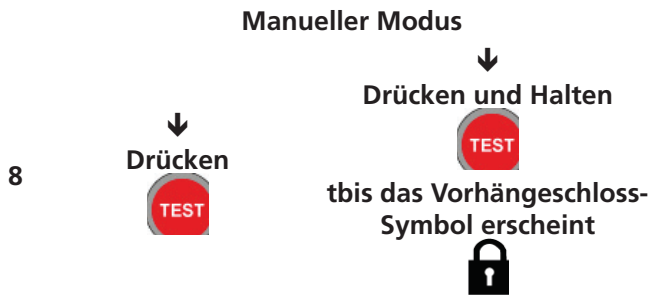 Manueller Modus
Drücken und Halten
TEST
8
Drücken
TEST
tbis das Vorhängeschloss-
Symbol erscheint